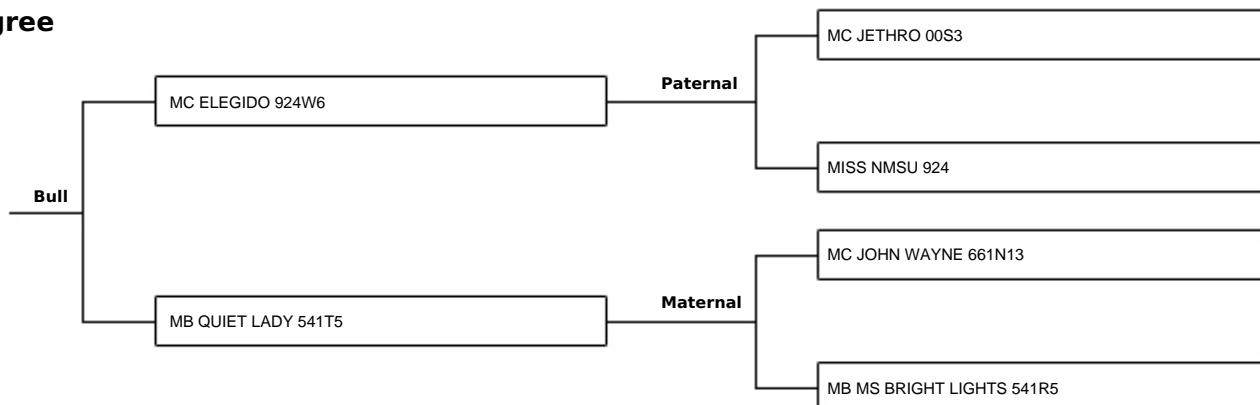 gree
MC JETHRO 00S3
Paternal
MC ELEGIDO 924W6
MISS NMSU 924
Bull
MC JOHN WAYNE 661N13
Maternal
MB QUIET LADY 541T5
MB MS BRIGHT LIGHTS 541R5